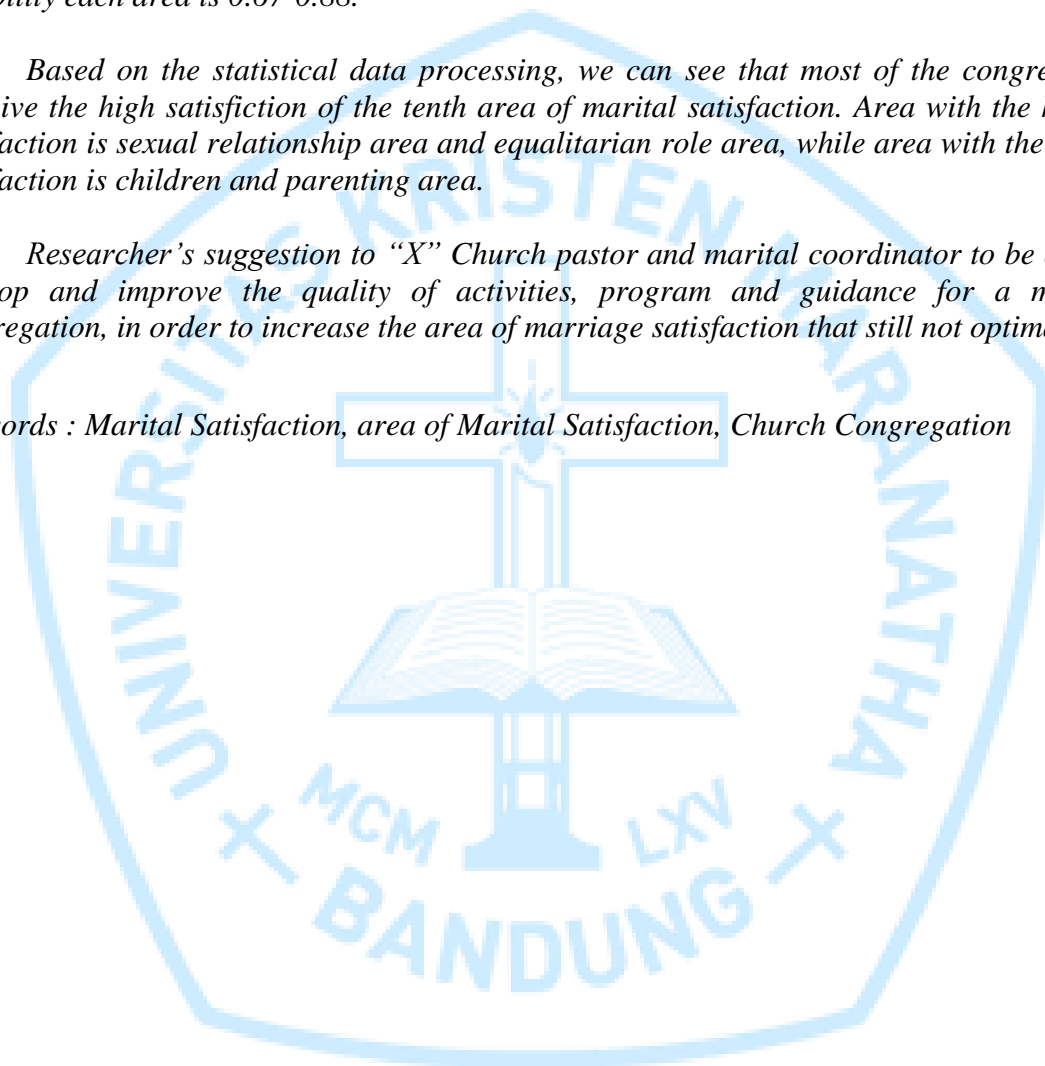 each area is 0.67-0.88.
Based on the statistical data processing, we can see that most of the congre
ive the high satisfiction of the tenth area of marital satisfaction. Area with the
faction is sexual relationship area and equalitarian role area, while area with the
faction is children and parenting area.
Researcher’s suggestion to “X” Church pastor and marital coordinator to be
op and improve the quality of activities, program and guidance for a m
regation, in order to increase the area of marriage satisfaction that still not optima
ords : Marital Satisfaction, area of Marital Satisfaction, Church Congregation
UNIVERSITAS KRISTEN MARANATHA
MCM LXV
BANDUNG